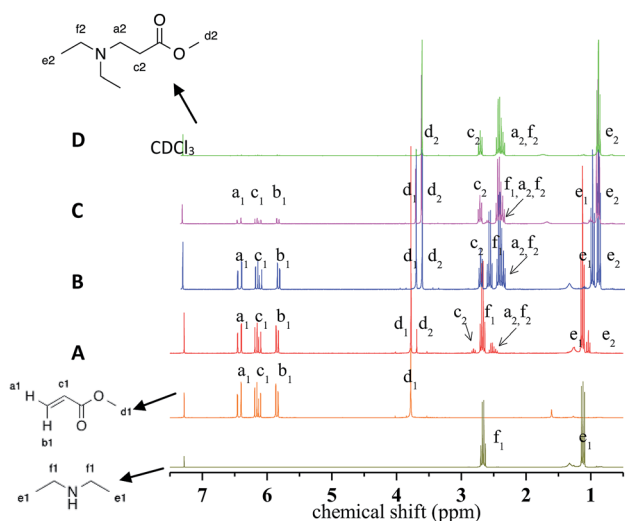 O
f2 a2 d2
N O
e2 c2
D
CDCl3
d2 c2 a2,f2 e2
C
a1 c1 b1 d1 d2 c2 f1,a2,f2 e1 e2
B
a1 c1 b1 d1 d2 c2 f1 a2,f2 e1 e2
A
a1 c1 b1 d1 d2 c2 f1 a2,f2 e1 e2
a1 c1 b1 d1
a1 c1 O
H
O d1
H
b1
f1 e1
f1 f1
e1 N e1
H
7 6 5 4 3 2 1
chemical shift (ppm)